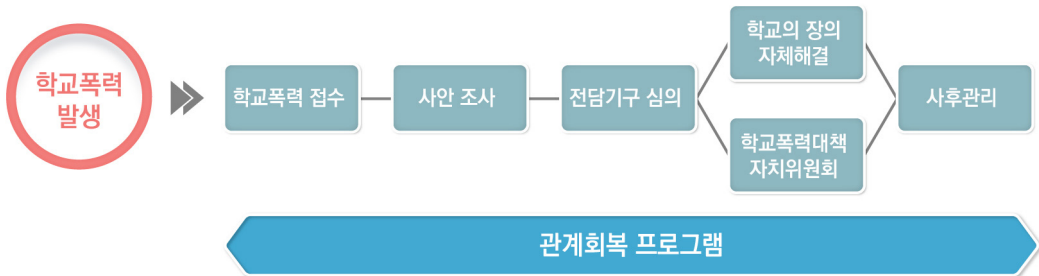 학교폭력
발생
학교폭력 접수
사안 조사
전담기구 심의
학교의 장의
자체해결
학교폭력대책
자치위원회
사후관리
관계회복 프로그램